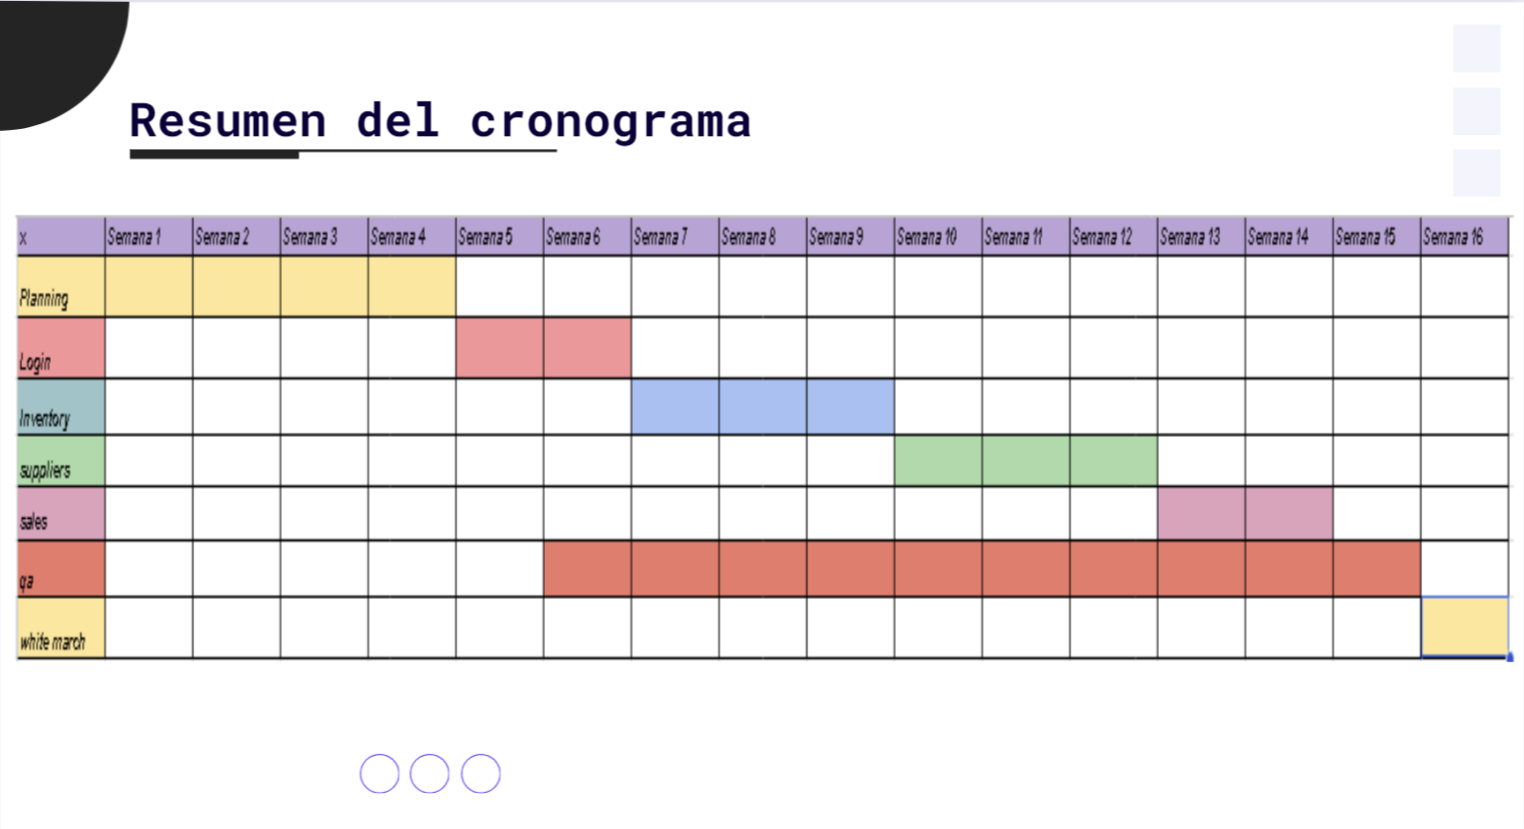 Resumen del cronograma
x Semana 1 Semana 2 Semana 3 Semana 4 Semana 5 Semana 6 Semana 7 Semana 8 Semana 9 Semana 10 Semana 11 Semana 12 Semana 13 Semana 14 Semana 15 Semana 16
Planning
Login
Inventory
suppliers
sales
qa
white march